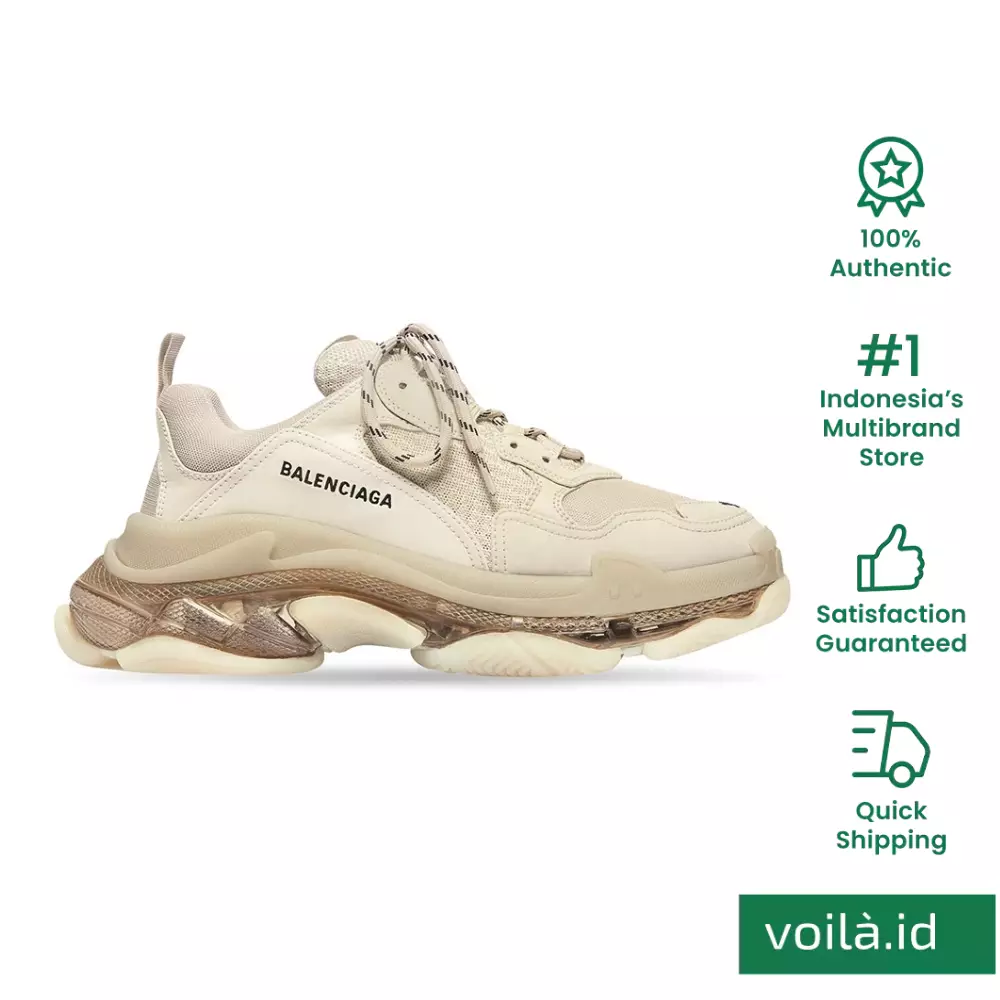 BALENCIAGA
100%
Authentic
#1
Indonesia's
Multibrand
Store
Satisfaction
Guaranteed
Quick
Shipping
voilà.id